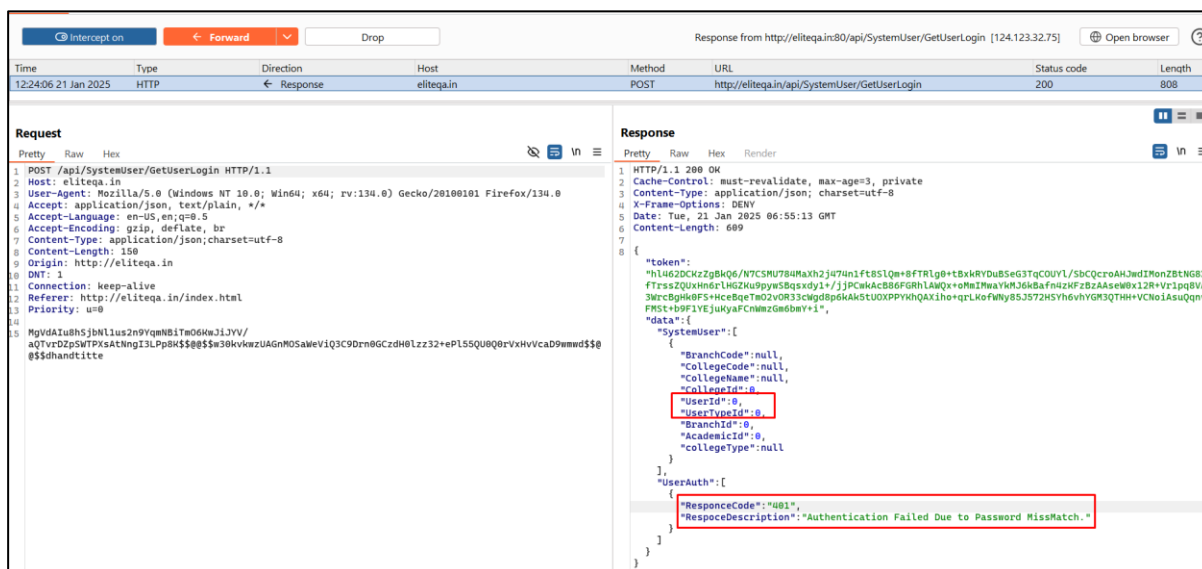 Intercept on
Forward
Drop
Response from http://eliteqa.in:80/api/SystemUser/GetUserLogin [124.123.32.75]
Open browser
Time Type Direction Host Method URL Status code Length
12:24:06 21 Jan 2025 HTTP ← Response eliteqa.in POST http://eliteqa.in/api/SystemUser/GetUserLogin 200 808
Request
Pretty Raw Hex
\n
1 POST /api/SystemUser/GetUserLogin HTTP/1.1
2 Host: eliteqa.in
3 User-Agent: Mozilla/5.0 (Windows NT 10.0; Win64; x64; rv:134.0) Gecko/20100101 Firefox/134.0
4 Accept: application/json, text/plain, */*
5 Accept-Language: en-US,en;q=0.5
6 Accept-Encoding: gzip, deflate, br
7 Content-Type: application/json;charset=utf-8
8 Content-Length: 150
9 Origin: http://eliteqa.in
10 DNT: 1
11 Connection: keep-alive
12 Referer: http://eliteqa.in/index.html
13 Priority: u=0
14
15 MgVdAIu8hSjbNl1us2n9YqmNBiTmO6KwJiJYV/
aQTvrDZpSWTPXsAtNngI3LPp8K$$@@$$w30kvkwzUAGnMOSaWeViQ3C9Drn0GCzdH0lzz32+ePl55QU0Q0rVxHvVcaD9wmwd$$@
@$$dhandtitte
Response
Pretty Raw Hex Render
\n
1 HTTP/1.1 200 OK
2 Cache-Control: must-revalidate, max-age=3, private
3 Content-Type: application/json; charset=utf-8
4 X-Frame-Options: DENY
5 Date: Tue, 21 Jan 2025 06:55:13 GMT
6 Content-Length: 609
7
8 {
"token":
"data":{
"SystemUser":[
{
"BranchCode":null,
"CollegeCode":null,
"CollegeName":null,
"CollegeId":0,
"UserId":0,
"UserTypeId":0,
"BranchId":0,
"AcademicId":0,
"collegeType":null
}
],
"UserAuth":[
{
"ResponceCode":"401",
"RespoceDescription":"Authentication Failed Due to Password MissMatch."
}
]
}
}